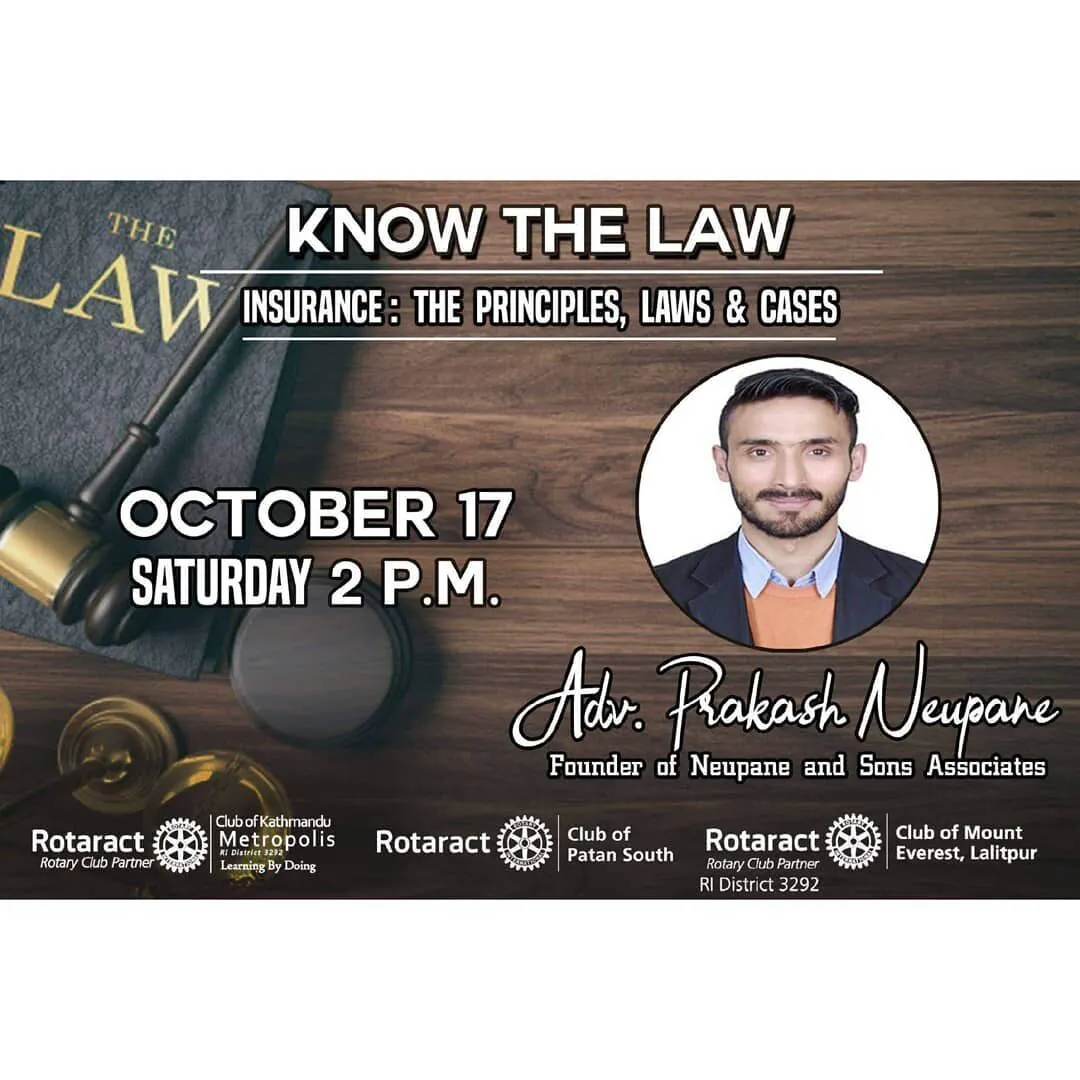 THE
LAW
KNOW THE LAW
INSURANCE : THE PRINCIPLES, LAWS & CASES
OCTOBER 17
SATURDAY 2 P.M.
Adv. Prakash Neupane
Founder of Neupane and Sons Associates
Rotaract
Rotary Club Partner
Club of Kathmandu
Metropolis
RI District 3292
Learning By Doing
Rotaract
Club of
Patan South
Rotaract
Rotary Club Partner
RI District 3292
Club of Mount
Everest, Lalitpur